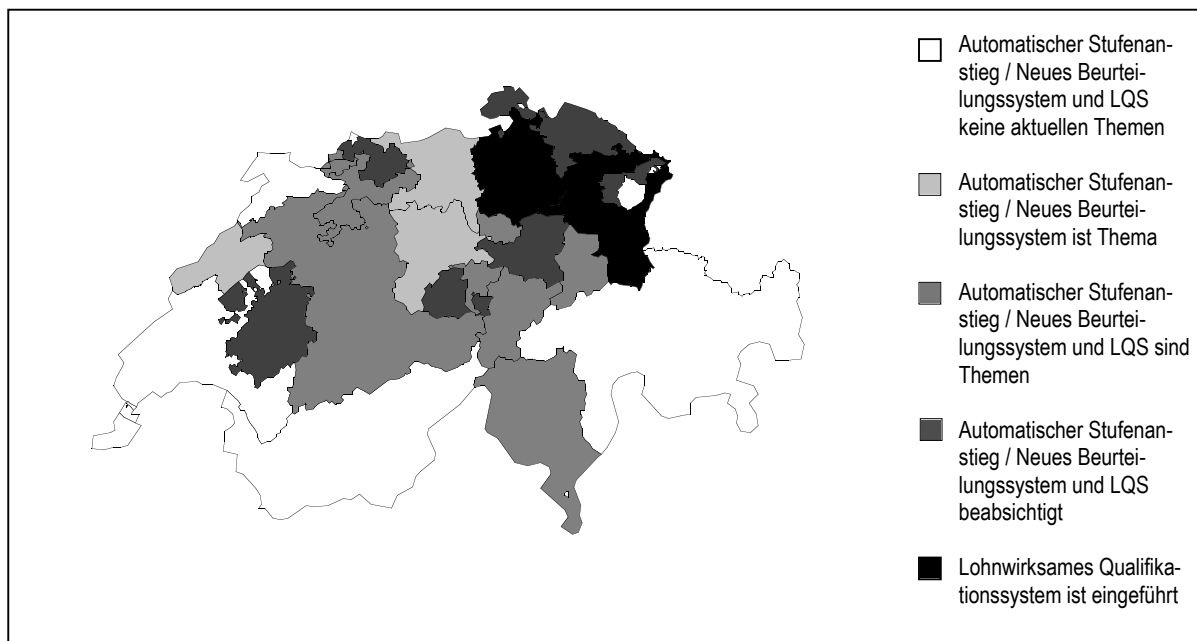 Automatischer Stufenan-
stieg / Neues Beurtei-
lungssystem und LQS
keine aktuellen Themen
Automatischer Stufenan-
stieg / Neues Beurtei-
lungssystem ist Thema
Automatischer Stufenan-
stieg / Neues Beurtei-
lungssystem und LQS sind
Themen
Automatischer Stufenan-
stieg / Neues Beurtei-
lungssystem und LQS
beabsichtigt
Lohnwirksames Qualifika-
tionssystem ist eingeführt